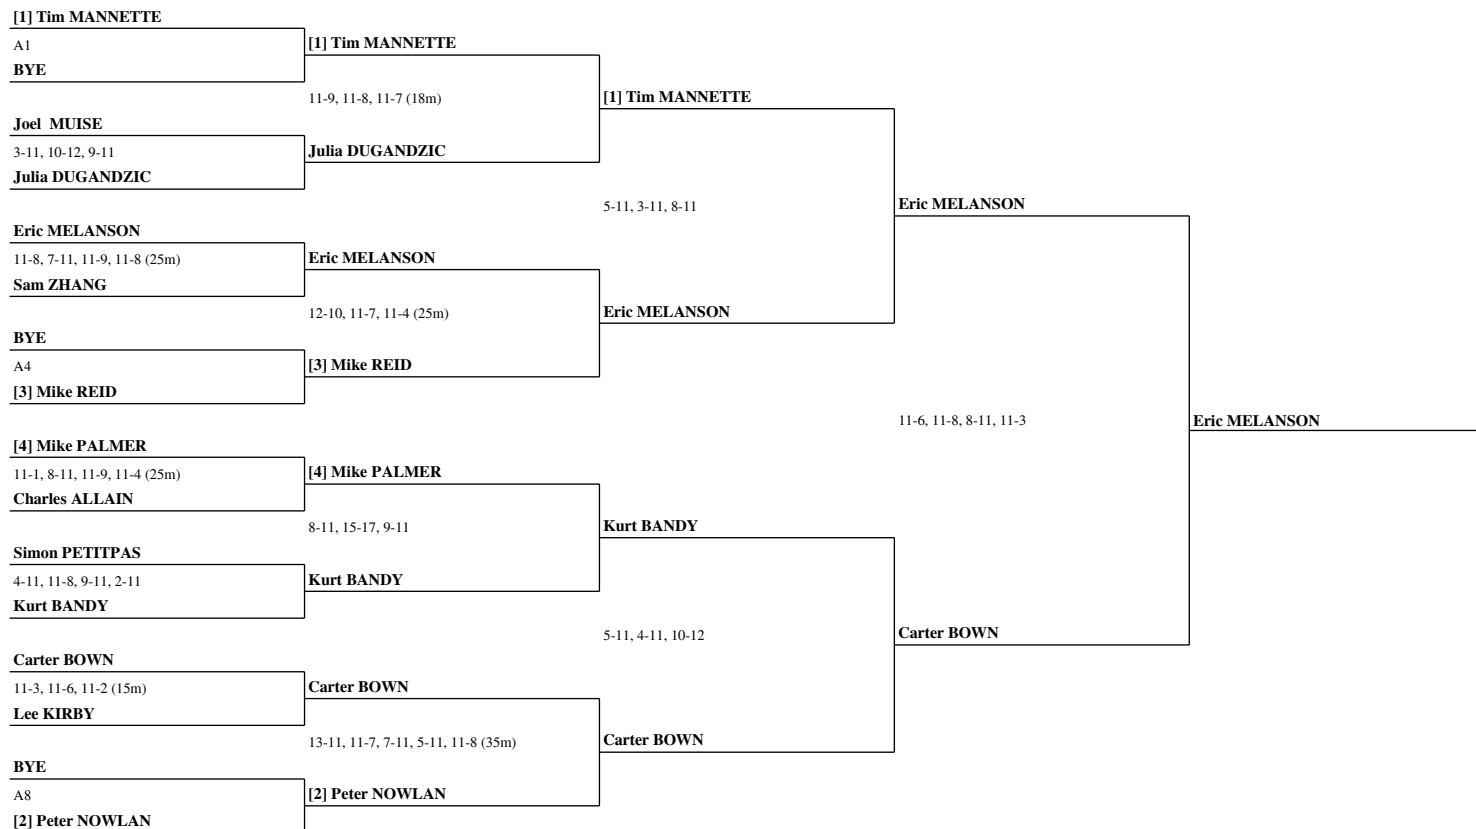 [1] Tim MANNETTE
A1
BYE
Joel MUISE
3-11, 10-12, 9-11
Julia DUGANDZIC
Eric MELANSON
11-8, 7-11, 11-9, 11-8 (25m)
Sam ZHANG
BYE
A4
[3] Mike REID
[4] Mike PALMER
11-1, 8-11, 11-9, 11-4 (25m)
Charles ALLAIN
Simon PETITPAS
4-11, 11-8, 9-11, 2-11
Kurt BANDY
Carter BOWN
11-3, 11-6, 11-2 (15m)
Lee KIRBY
BYE
A8
[2] Peter NOWLAN
[1] Tim MANNETTE
11-9, 11-8, 11-7 (18m)
Julia DUGANDZIC
Eric MELANSON
12-10, 11-7, 11-4 (25m)
[3] Mike REID
[4] Mike PALMER
8-11, 15-17, 9-11
Kurt BANDY
Carter BOWN
13-11, 11-7, 7-11, 5-11, 11-8 (35m)
[2] Peter NOWLAN
[1] Tim MANNETTE
5-11, 3-11, 8-11
Eric MELANSON
Kurt BANDY
5-11, 4-11, 10-12
Carter BOWN
Eric MELANSON
11-6, 11-8, 8-11, 11-3
Carter BOWN
Eric MELANSON